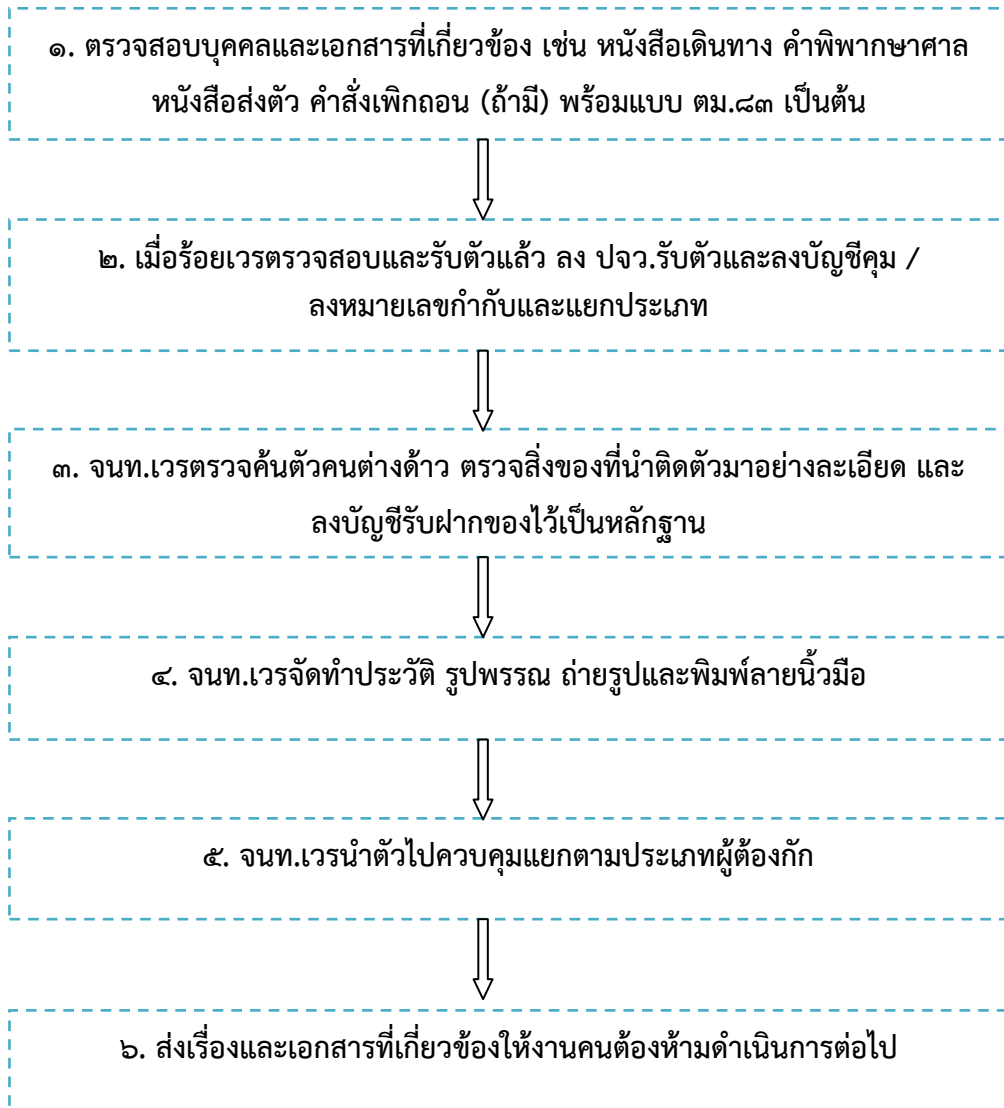 ๑. ตรวจสอบบุคคลและเอกสารที่เกี่ยวข้อง เช่น หนังสือเดินทาง คำพิพากษาศาล
หนังสือส่งตัว คำสั่งเพิกถอน (ถ้ามี) พร้อมแบบ ตม.๘๓ เป็นต้น
๒. เมื่อร้อยเวรตรวจสอบและรับตัวแล้ว ลง ปจว.รับตัวและลงบัญชีคุม /
ลงหมายเลขกำกับและแยกประเภท
๓. จนท.เวรตรวจค้นตัวคนต่างด้าว ตรวจสิ่งของที่นำติดตัวมาอย่างละเอียด และ
ลงบัญชีรับฝากของไว้เป็นหลักฐาน
๔. จนท.เวรจัดทำประวัติ รูปพรรณ ถ่ายรูปและพิมพ์ลายนิ้วมือ
๕. จนท.เวรนำตัวไปควบคุมแยกตามประเภทผู้ต้องกัก
๖. ส่งเรื่องและเอกสารที่เกี่ยวข้องให้งานคนต้องห้ามดำเนินการต่อไป